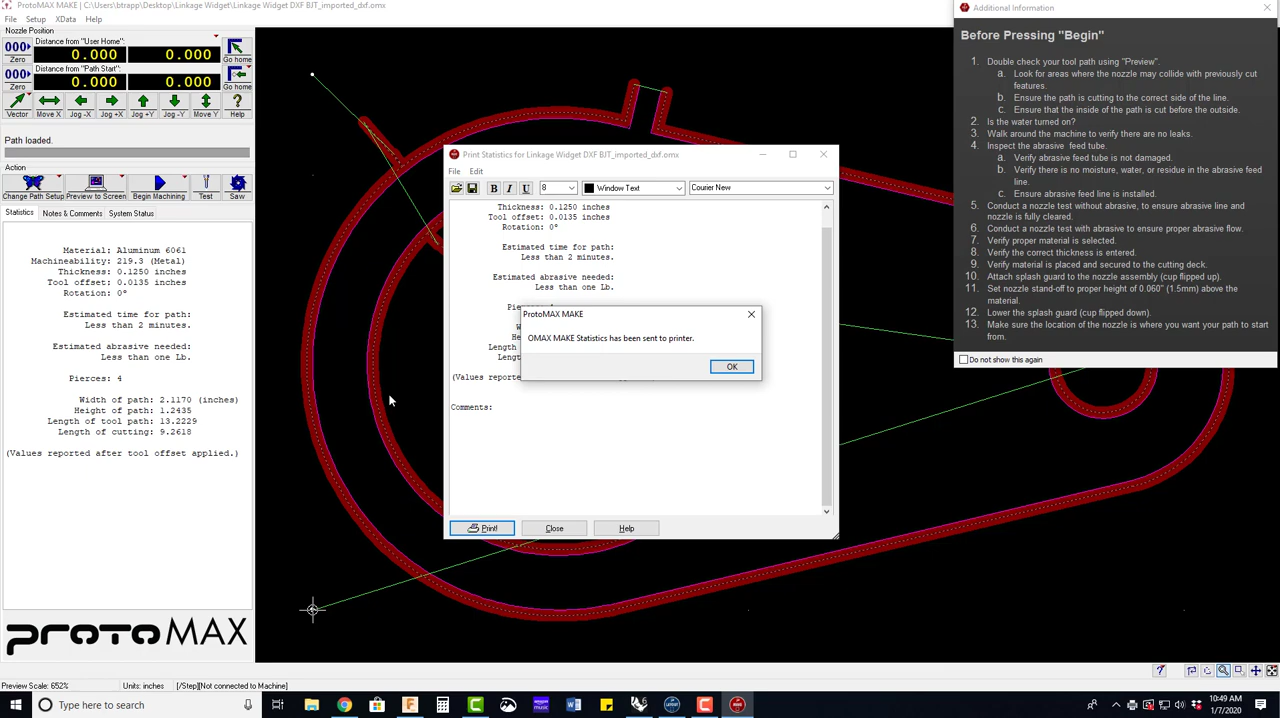 ProtoMAX MAKE | C:\Users\btrapp\Desktop\Linkage Widget\Linkage Widget DXF BJT_imported_dxf.omx
File Setup XData Help
Nozzle Position
Distance from "User Home":
000
Zero
0.000 0.000
Go home
Distance from "Path Start":
000
Zero
0.000 0.000
Go home
Vector Move X Jog -X Jog +X Jog +Y Jog -Y Move Y Help
Path loaded.
Action
Change Path Setup Preview to Screen Begin Machining Test Saw
Statistics Notes & Comments System Status
Material: Aluminum 6061
Machineability: 219.3 (Metal)
Thickness: 0.1250 inches
Tool offset: 0.0135 inches
Rotation: 0°
Estimated time for path:
Less than 2 minutes.
Estimated abrasive needed:
Less than one Lb.
Pierces: 4
Width of path: 2.1170 (inches)
Height of path: 1.2435
Length of tool path: 13.2229
Length of cutting: 9.2618
(Values reported after tool offset applied.)
protoMAX
Preview Scale: 652% Units: inches [/Step][Not connected to Machine]
Print Statistics for Linkage Widget DXF BJT_imported_dxf.omx
File Edit
B I U 8 Window Text Courier New
Thickness: 0.1250 inches
Tool offset: 0.0135 inches
Rotation: 0°
Estimated time for path:
Less than 2 minutes.
Estimated abrasive needed:
Less than one Lb.
Length
(Values reported
Comments:
Print! Close Help
ProtoMAX MAKE
OMAX MAKE Statistics has been sent to printer.
OK
Additional Information
Before Pressing "Begin"
1. Double check your tool path using "Preview".
a. Look for areas where the nozzle may collide with previously cut
features.
b. Ensure the path is cutting to the correct side of the line.
c. Ensure that the inside of the path is cut before the outside.
2. Is the water turned on?
3. Walk around the machine to verify there are no leaks.
4. Inspect the abrasive feed tube.
a. Verify abrasive feed tube is not damaged.
b. Verify there is no moisture, water, or residue in the abrasive feed
line.
c. Ensure abrasive feed line is installed.
5. Conduct a nozzle test without abrasive, to ensure abrasive line and
nozzle is fully cleared.
6. Conduct a nozzle test with abrasive to ensure proper abrasive flow.
7. Verify proper material is selected.
8. Verify the correct thickness is entered.
9. Verify material is placed and secured to the cutting deck.
10. Attach splash guard to the nozzle assembly (cup flipped up).
11. Set nozzle stand-off to proper height of 0.060" (1.5mm) above the
material.
12. Lower the splash guard (cup flipped down).
13. Make sure the location of the nozzle is where you want your path to start
from.
Do not show this again
Type here to search
10:49 AM
1/7/2020